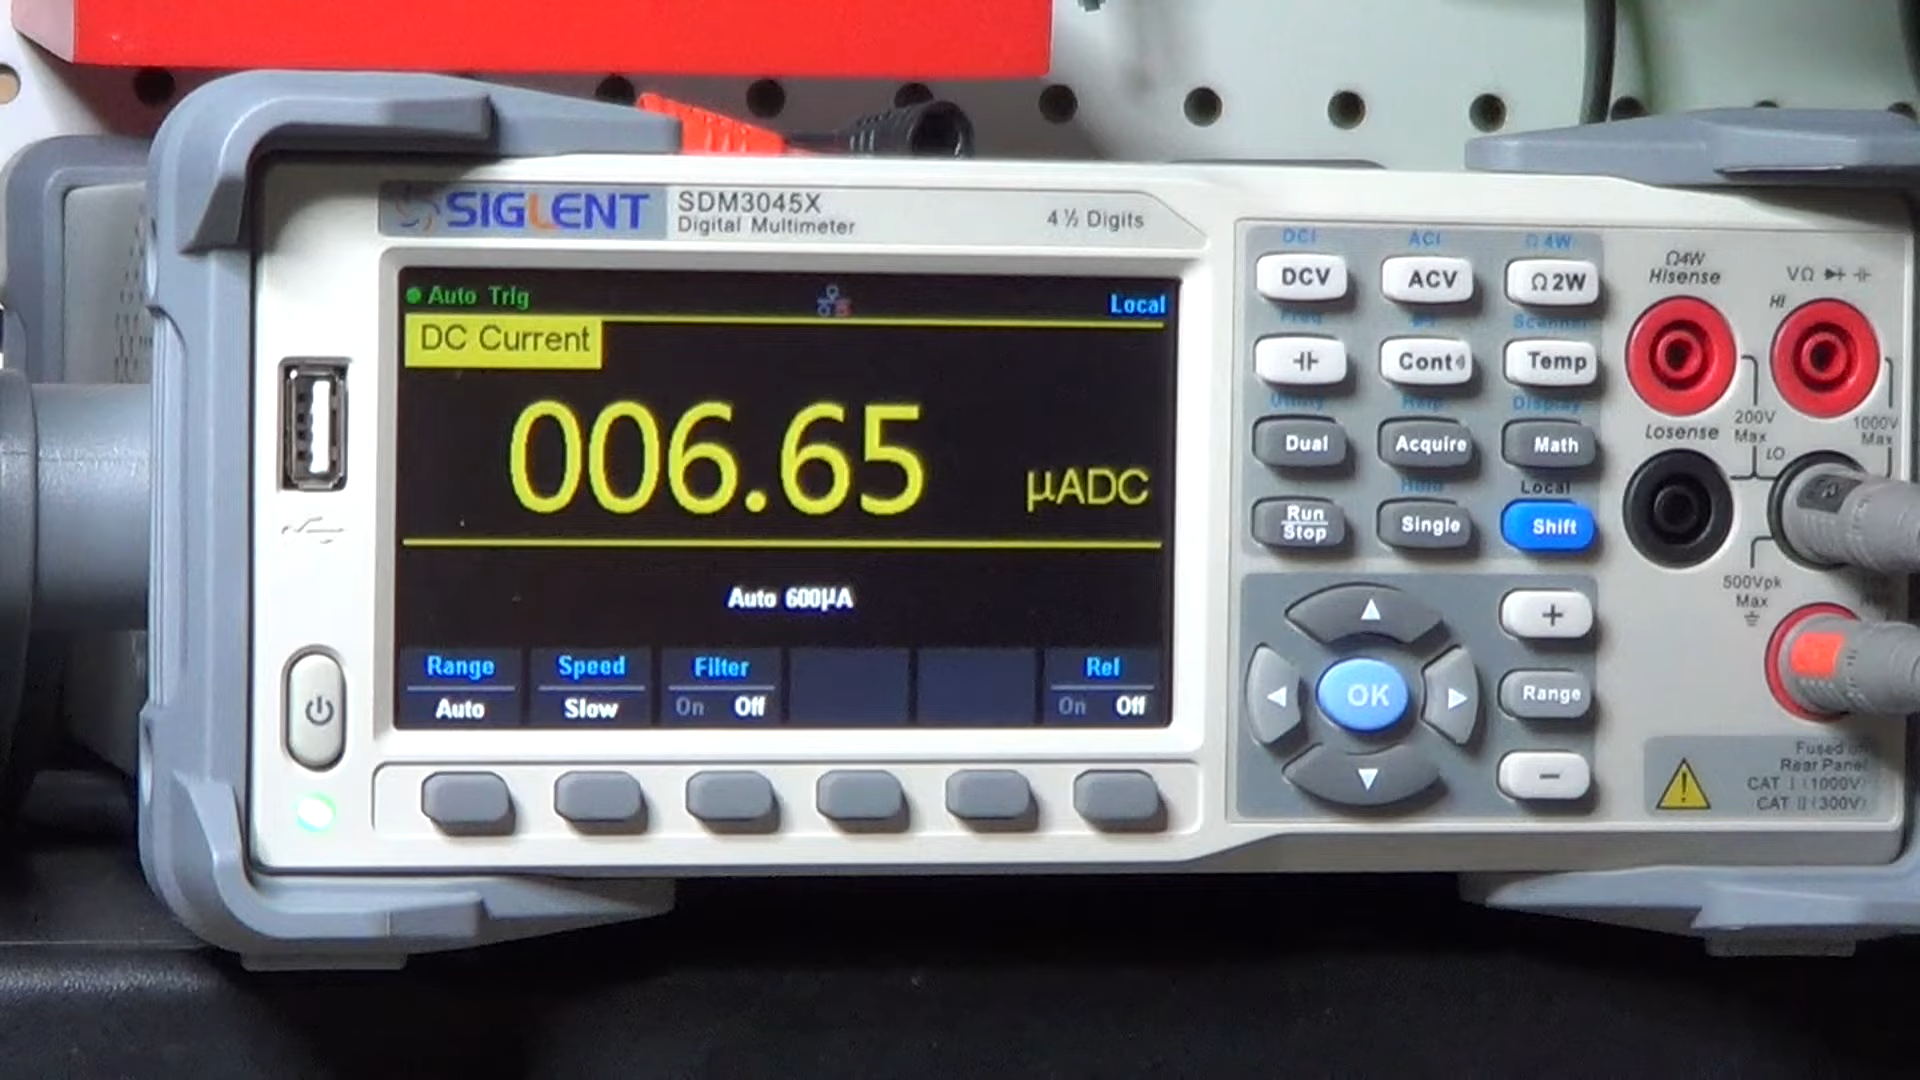 SIGLENT
SDM3045X
Digital Multimeter
4 ½ Digits
Auto Trig
Local
DC Current
006.65
µADC
Auto 600µA
Range
Speed
Filter
Rel
Auto
Slow
On Off
On Off
DCI
ACI
Ω 4W
DCV
ACV
Ω 2W
Freq
Scanner
Cont
Temp
Utility
Help
Display
Dual
Acquire
Math
Hold
Local
Run
Stop
Single
Shift
OK
+
Range
−
Ω4W
Hisense
VΩ
HI
200V
Max
1000V
Max
Losense
LO
500Vpk
Max
Fused on
Rear Panel
CAT I (1000V)
CAT II (300V)